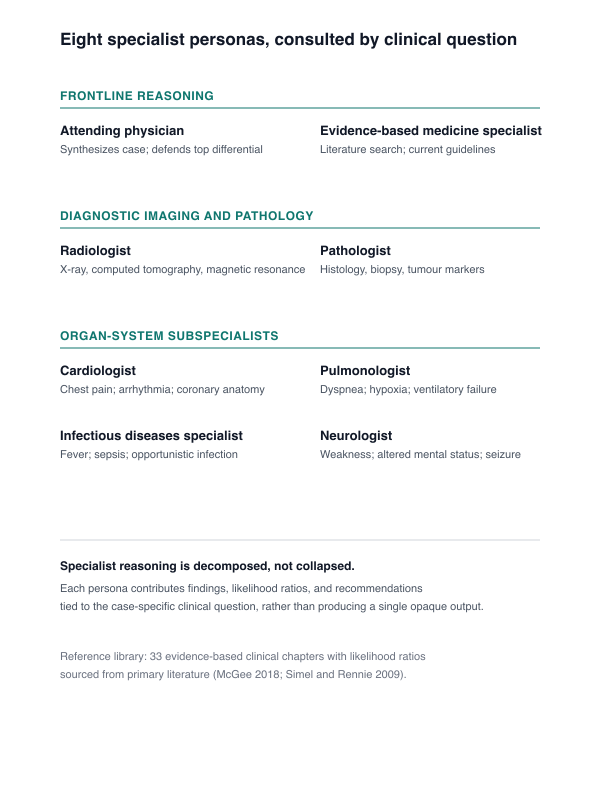 Eight specialist personas, consulted by clinical question
FRONTLINE REASONING
Attending physician
Synthesizes case; defends top differential
Evidence-based medicine specialist
Literature search; current guidelines
DIAGNOSTIC IMAGING AND PATHOLOGY
Radiologist
X-ray, computed tomography, magnetic resonance
Pathologist
Histology, biopsy, tumour markers
ORGAN-SYSTEM SUBSPECIALISTS
Cardiologist
Chest pain; arrhythmia; coronary anatomy
Pulmonologist
Dyspnea; hypoxia; ventilatory failure
Infectious diseases specialist
Fever; sepsis; opportunistic infection
Neurologist
Weakness; altered mental status; seizure
Specialist reasoning is decomposed, not collapsed.
Each persona contributes findings, likelihood ratios, and recommendations
tied to the case-specific clinical question, rather than producing a single opaque output.
Reference library: 33 evidence-based clinical chapters with likelihood ratios
sourced from primary literature (McGee 2018; Simel and Rennie 2009).